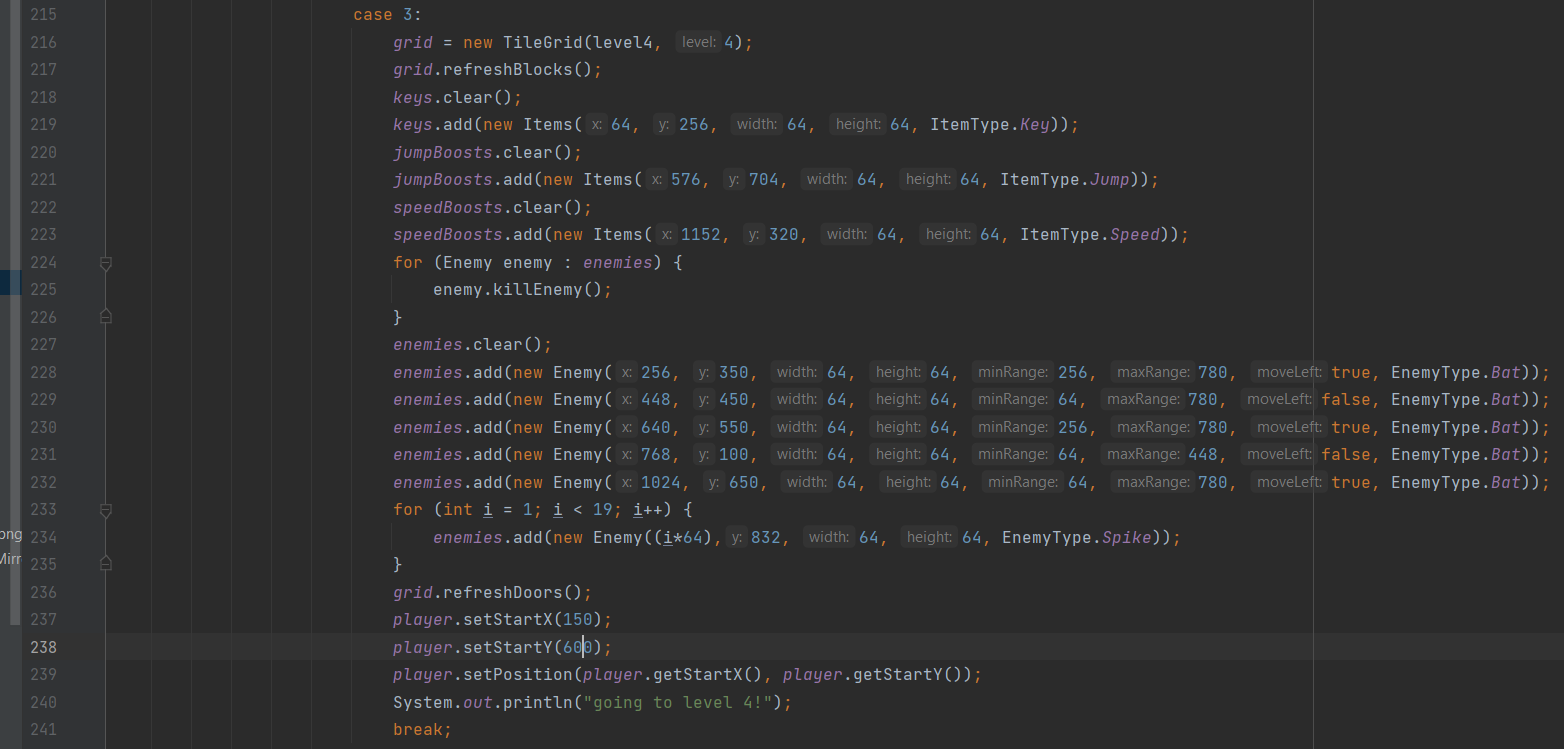 215 case 3:
216 grid = new TileGrid(level4, level: 4);
217 grid.refreshBlocks();
218 keys.clear();
219 keys.add(new Items( x: 64, y: 256, width: 64, height: 64, ItemType.Key));
220 jumpBoosts.clear();
221 jumpBoosts.add(new Items( x: 576, y: 704, width: 64, height: 64, ItemType.Jump));
222 speedBoosts.clear();
223 speedBoosts.add(new Items( x: 1152, y: 320, width: 64, height: 64, ItemType.Speed));
224 for (Enemy enemy : enemies) {
225 enemy.killEnemy();
226 }
227 enemies.clear();
228 enemies.add(new Enemy( x: 256, y: 350, width: 64, height: 64, minRange: 256, maxRange: 780, moveLeft: true, EnemyType.Bat));
229 enemies.add(new Enemy( x: 448, y: 450, width: 64, height: 64, minRange: 64, maxRange: 780, moveLeft: false, EnemyType.Bat));
230 enemies.add(new Enemy( x: 640, y: 550, width: 64, height: 64, minRange: 256, maxRange: 780, moveLeft: true, EnemyType.Bat));
231 enemies.add(new Enemy( x: 768, y: 100, width: 64, height: 64, minRange: 64, maxRange: 448, moveLeft: false, EnemyType.Bat));
232 enemies.add(new Enemy( x: 1024, y: 650, width: 64, height: 64, minRange: 64, maxRange: 780, moveLeft: true, EnemyType.Bat));
233 for (int i = 1; i < 19; i++) {
ong 234 enemies.add(new Enemy((i*64), y: 832, width: 64, height: 64, EnemyType.Spike));
Mirr 235 }
236 grid.refreshDoors();
237 player.setStartX(150);
238 player.setStartY(600);
239 player.setPosition(player.getStartX(), player.getStartY());
240 System.out.println("going to level 4!");
241 break;